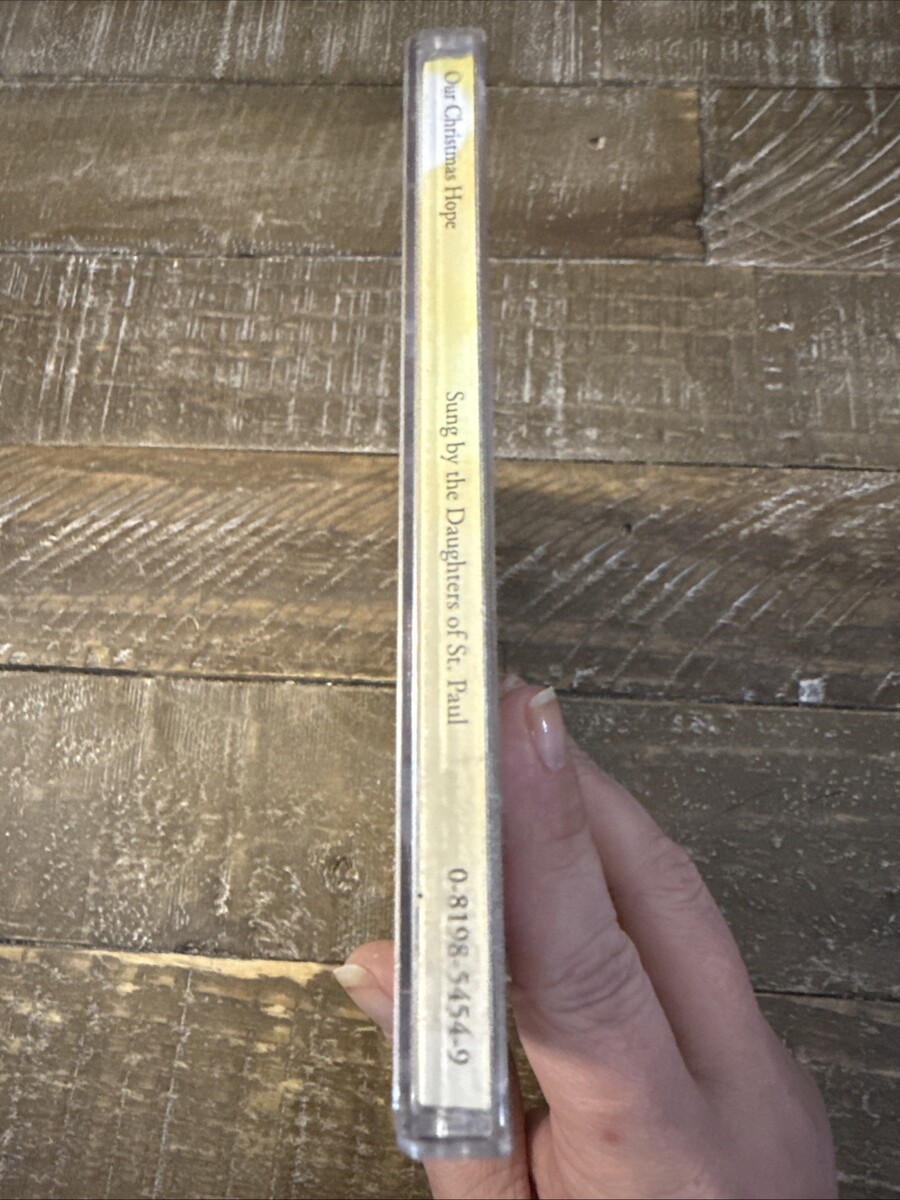 Our Christmas Hope
Sung by the Daughters of St. Paul
0-8198-5454-9